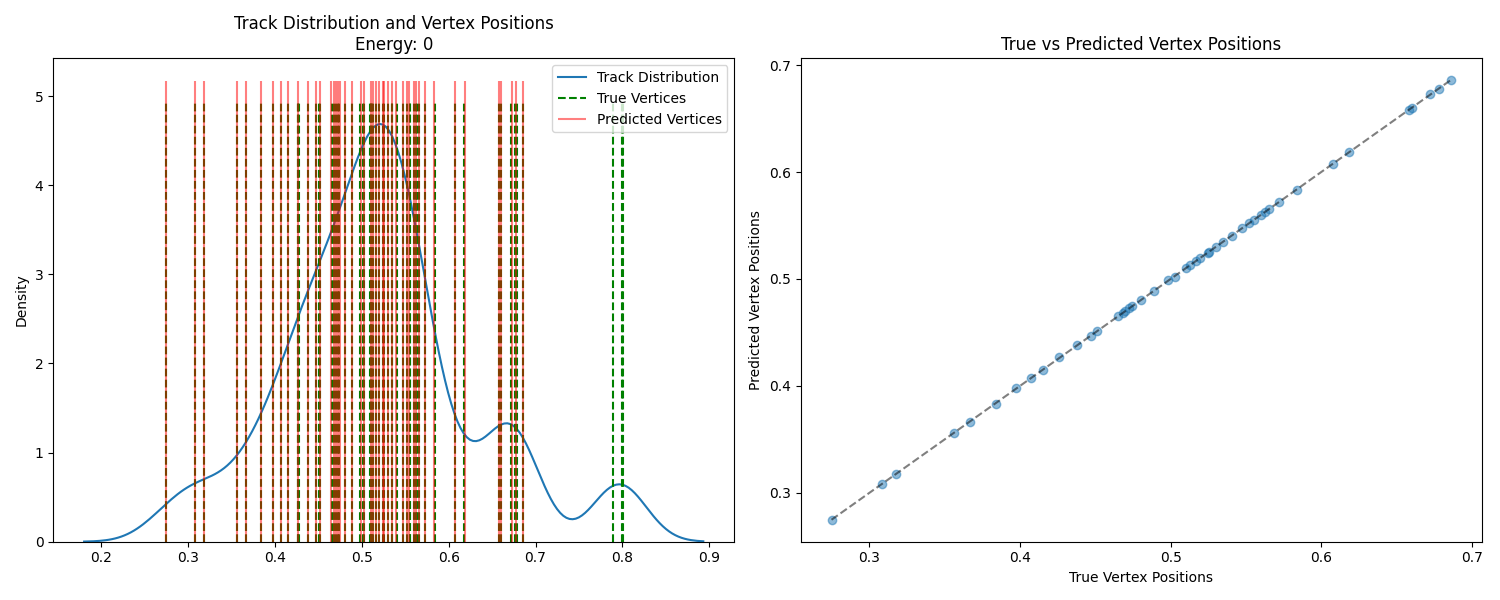 Track Distribution and Vertex Positions
Energy: 0
Density
5
4
3
2
1
0
0.2 0.3 0.4 0.5 0.6 0.7 0.8 0.9
Track Distribution
True Vertices
Predicted Vertices
True vs Predicted Vertex Positions
Predicted Vertex Positions
0.7
0.6
0.5
0.4
0.3
0.3 0.4 0.5 0.6 0.7
True Vertex Positions